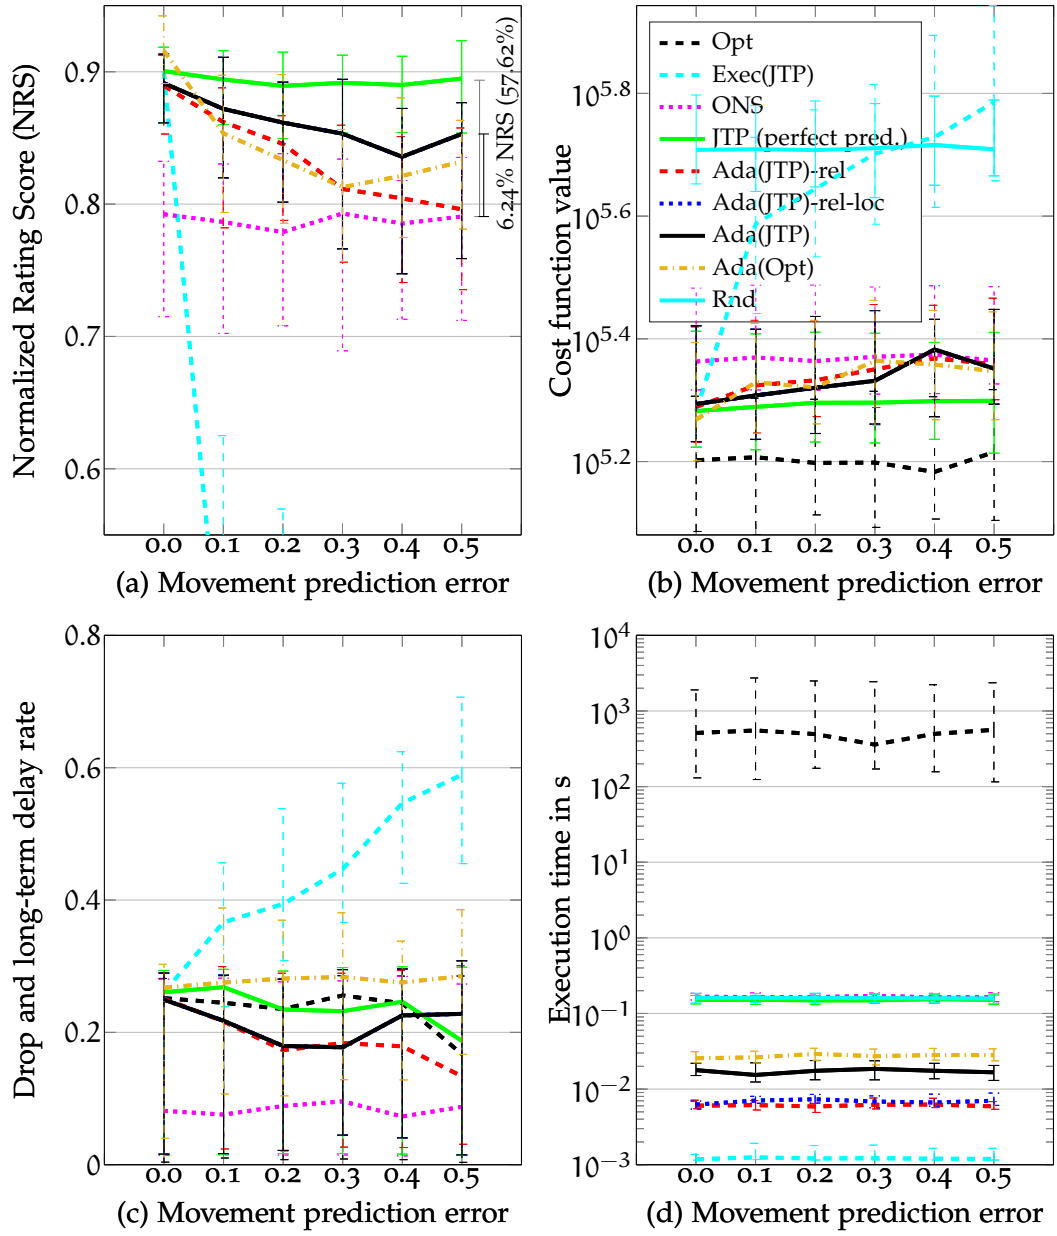 Normalized Rating Score (NRS)
0.9
0.8
0.7
0.6
6.24% NRS (57.62%)
0.0 0.1 0.2 0.3 0.4 0.5
(a) Movement prediction error
Cost function value
10^5.8
10^5.6
10^5.4
10^5.2
Opt
Exec(JTP)
ONS
JTP (perfect pred.)
Ada(JTP)-rel
Ada(JTP)-rel-loc
Ada(JTP)
Ada(Opt)
Rnd
0.0 0.1 0.2 0.3 0.4 0.5
(b) Movement prediction error
Drop and long-term delay rate
0.8
0.6
0.4
0.2
0
0.0 0.1 0.2 0.3 0.4 0.5
(c) Movement prediction error
Execution time in s
10^4
10^3
10^2
10^1
10^0
10^−1
10^−2
10^−3
0.0 0.1 0.2 0.3 0.4 0.5
(d) Movement prediction error